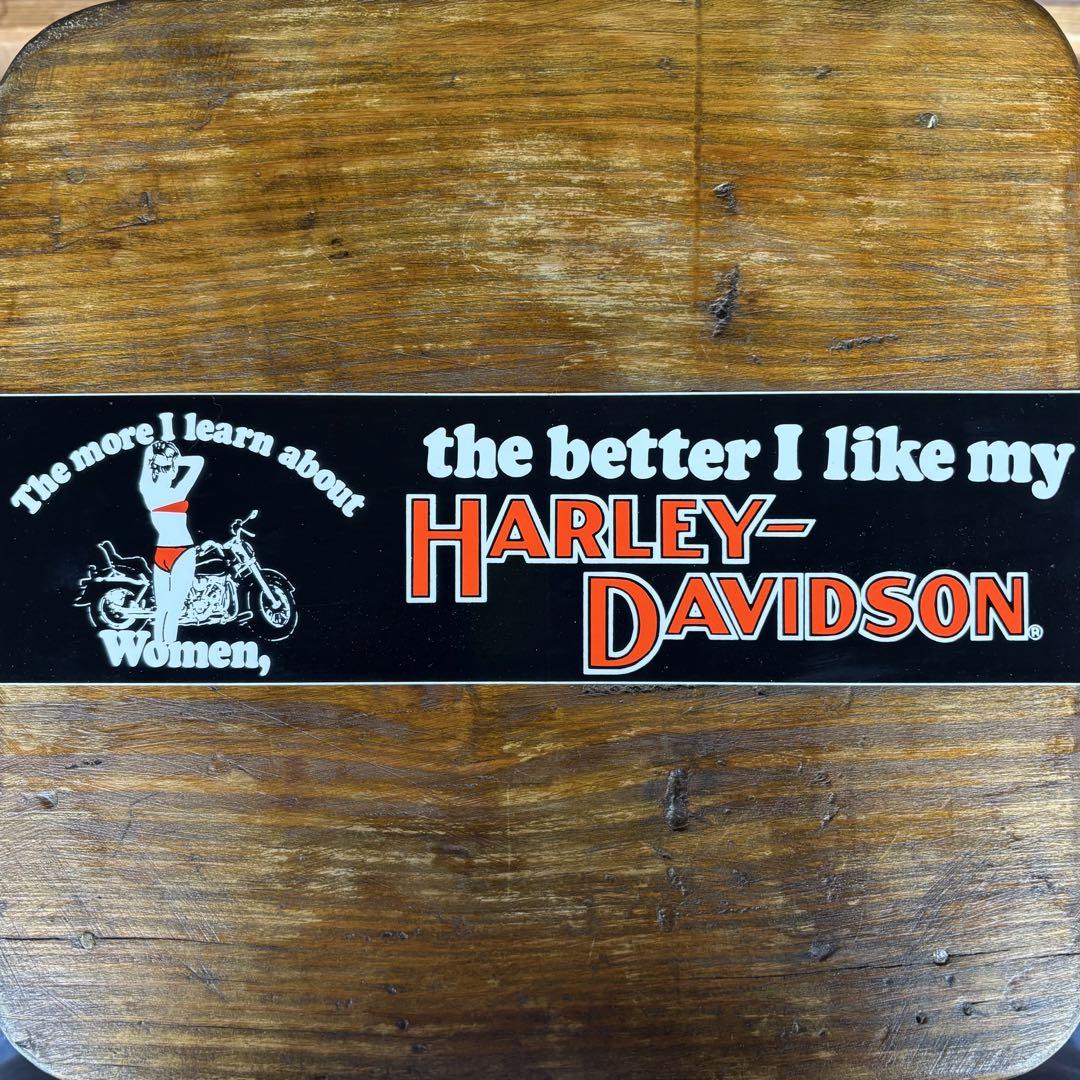 The more I learn about
Women,
the better I like my
HARLEY-
DAVIDSON®